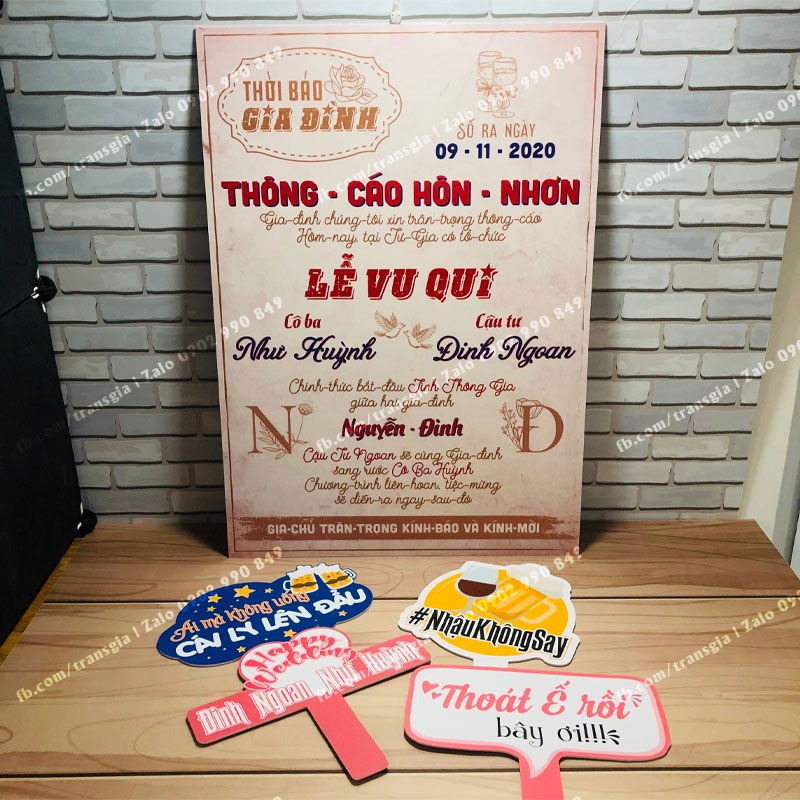 THỜI BÁO
GIA ĐÌNH
SỐ RA NGÀY
09 - 11 - 2020
THÔNG - CÁO HÔN - NHƠN
Gia-đình chúng-tôi xin trân-trọng thông-cáo
Hôm-nay, tại Tư-Gia có tổ-chức
LỄ VU QUI
Cô ba
Như Huỳnh
Cậu tư
Đinh Ngoan
Chính-thức bắt-đầu Tình Thông Gia
giữa hai gia-đình
N
Nguyễn - Đinh
Đ
Cậu Tư Ngoan sẽ cùng Gia-đình
sang rước Cô Ba Huỳnh
Chương-trình liên-hoan, tiệc-mừng
sẽ diễn-ra ngay-sau-đó
GIA-CHỦ TRÂN-TRỌNG KÍNH-BÁO VÀ KÍNH-MỜI
Ai mà không uống
CÁI LY LÊN ĐẦU
#NhậuKhôngSay
Happy
Wedding
Đinh Ngoan Như Huỳnh
Thoát Ế rồi
bây ơi!!!
fb.com/transgia | Zalo 0902 990 849